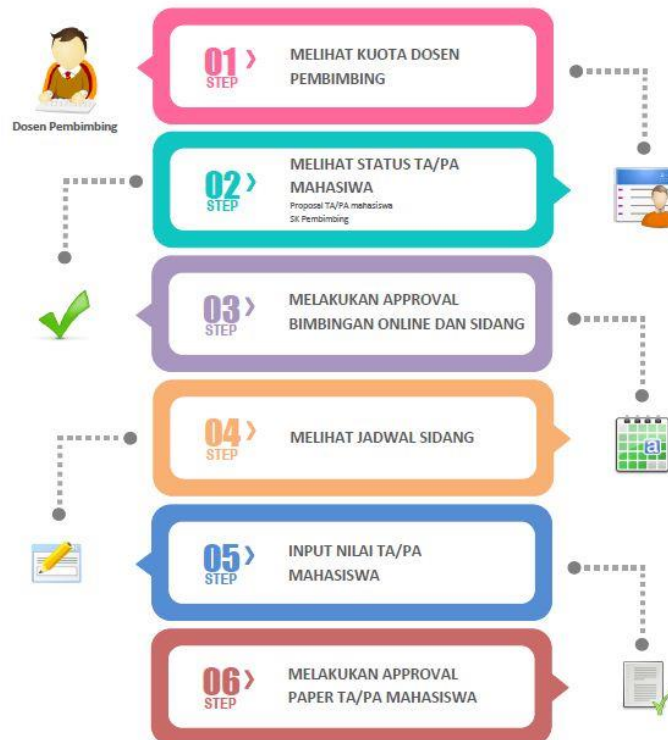 Dosen Pembimbing
01
STEP
MELIHAT KUOTA DOSEN
PEMBIMBING
02
STEP
MELIHAT STATUS TA/PA
MAHASIWA
Proposal TA/PA mahasiswa
SK Pembimbing
03
STEP
MELAKUKAN APPROVAL
BIMBINGAN ONLINE DAN SIDANG
04
STEP
MELIHAT JADWAL SIDANG
a
05
STEP
INPUT NILAI TA/PA
MAHASISWA
06
STEP
MELAKUKAN APPROVAL
PAPER TA/PA MAHASISWA